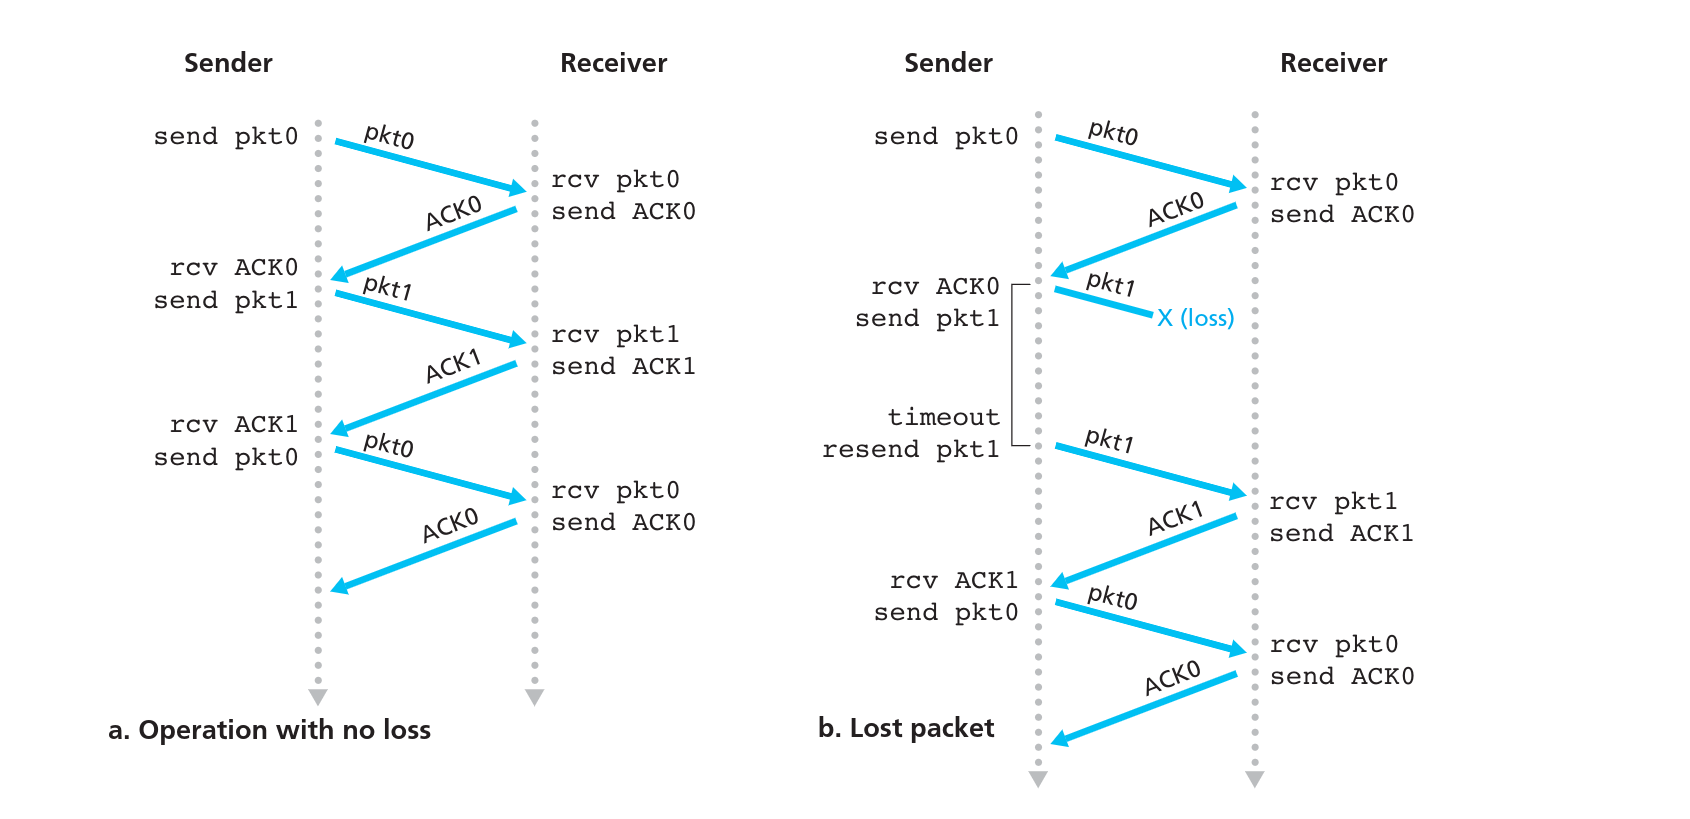 Sender
Receiver
send pkt0
pkt0
rcv pkt0
send ACK0
ACK0
rcv ACK0
send pkt1
pkt1
rcv pkt1
send ACK1
ACK1
rcv ACK1
send pkt0
pkt0
rcv pkt0
send ACK0
ACK0
a. Operation with no loss
Sender
Receiver
send pkt0
pkt0
rcv pkt0
send ACK0
ACK0
rcv ACK0
send pkt1
pkt1
X (loss)
timeout
resend pkt1
pkt1
rcv pkt1
send ACK1
ACK1
rcv ACK1
send pkt0
pkt0
rcv pkt0
send ACK0
ACK0
b. Lost packet